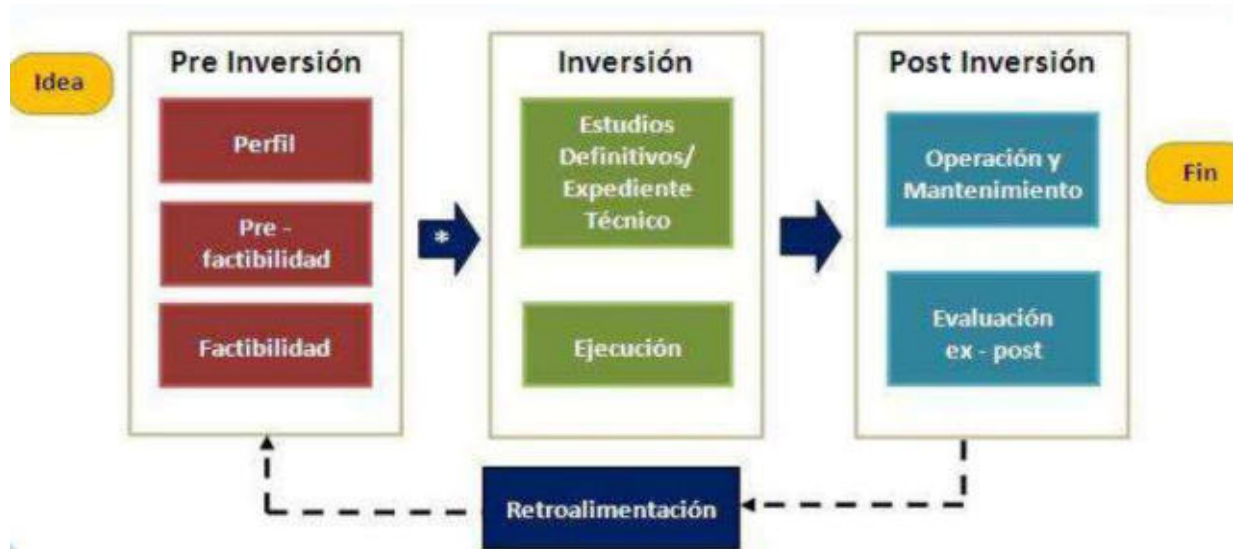 Idea
Pre Inversión
Perfil
Pre -
factibilidad
Factibilidad
*
Inversión
Estudios
Definitivos/
Expediente
Técnico
Ejecución
Post Inversión
Operación y
Mantenimiento
Evaluación
ex - post
Fin
Retroalimentación